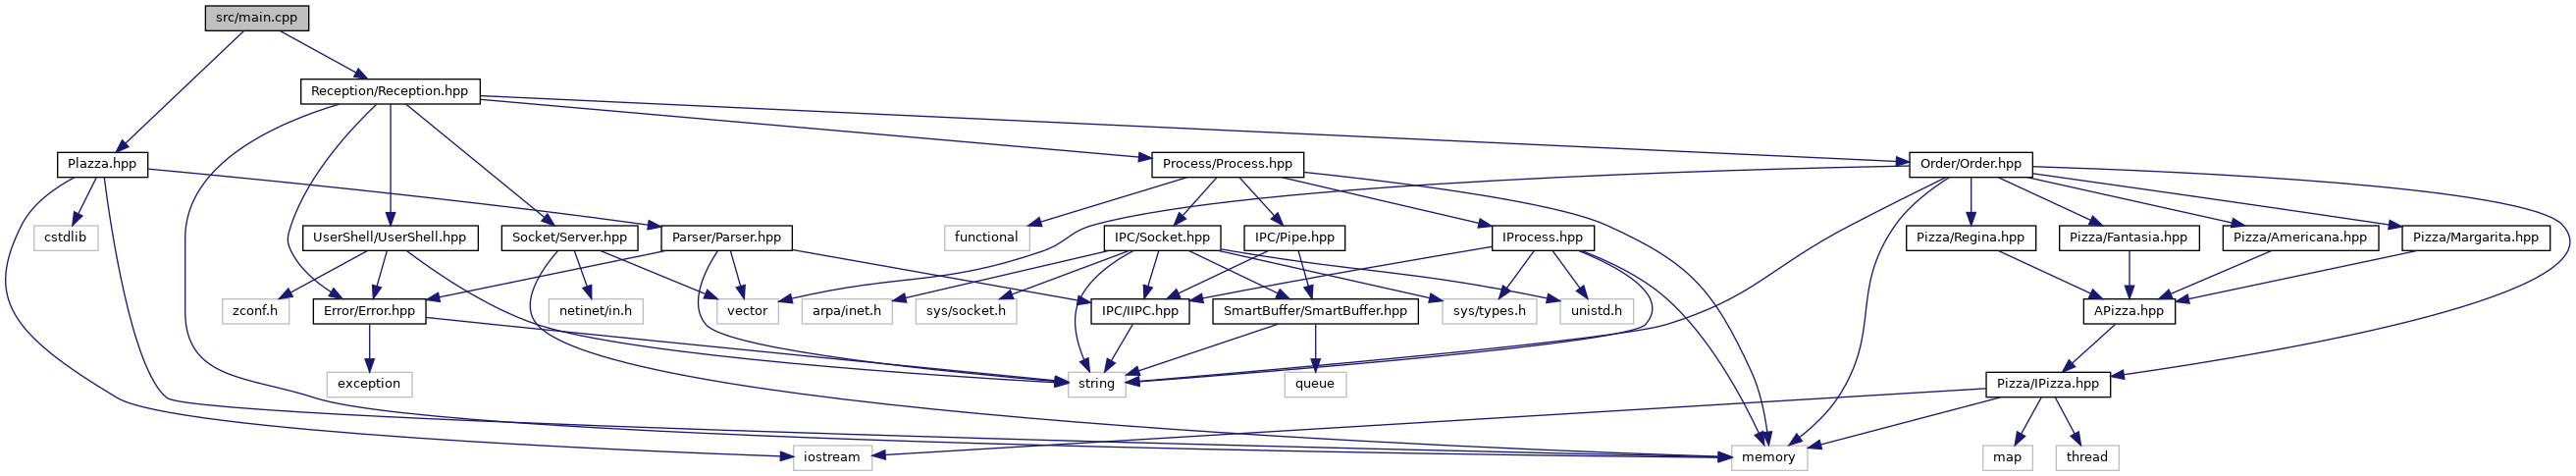 src/main.cpp
Reception/Reception.hpp
Plazza.hpp
Process/Process.hpp
Order/Order.hpp
cstdlib
UserShell/UserShell.hpp
Socket/Server.hpp
Parser/Parser.hpp
functional
IPC/Socket.hpp
IPC/Pipe.hpp
IProcess.hpp
Pizza/Regina.hpp
Pizza/Fantasia.hpp
Pizza/Americana.hpp
Pizza/Margarita.hpp
zconf.h
Error/Error.hpp
netinet/in.h
vector
arpa/inet.h
sys/socket.h
IPC/IIPC.hpp
SmartBuffer/SmartBuffer.hpp
sys/types.h
unistd.h
APizza.hpp
exception
string
queue
Pizza/IPizza.hpp
iostream
memory
map
thread